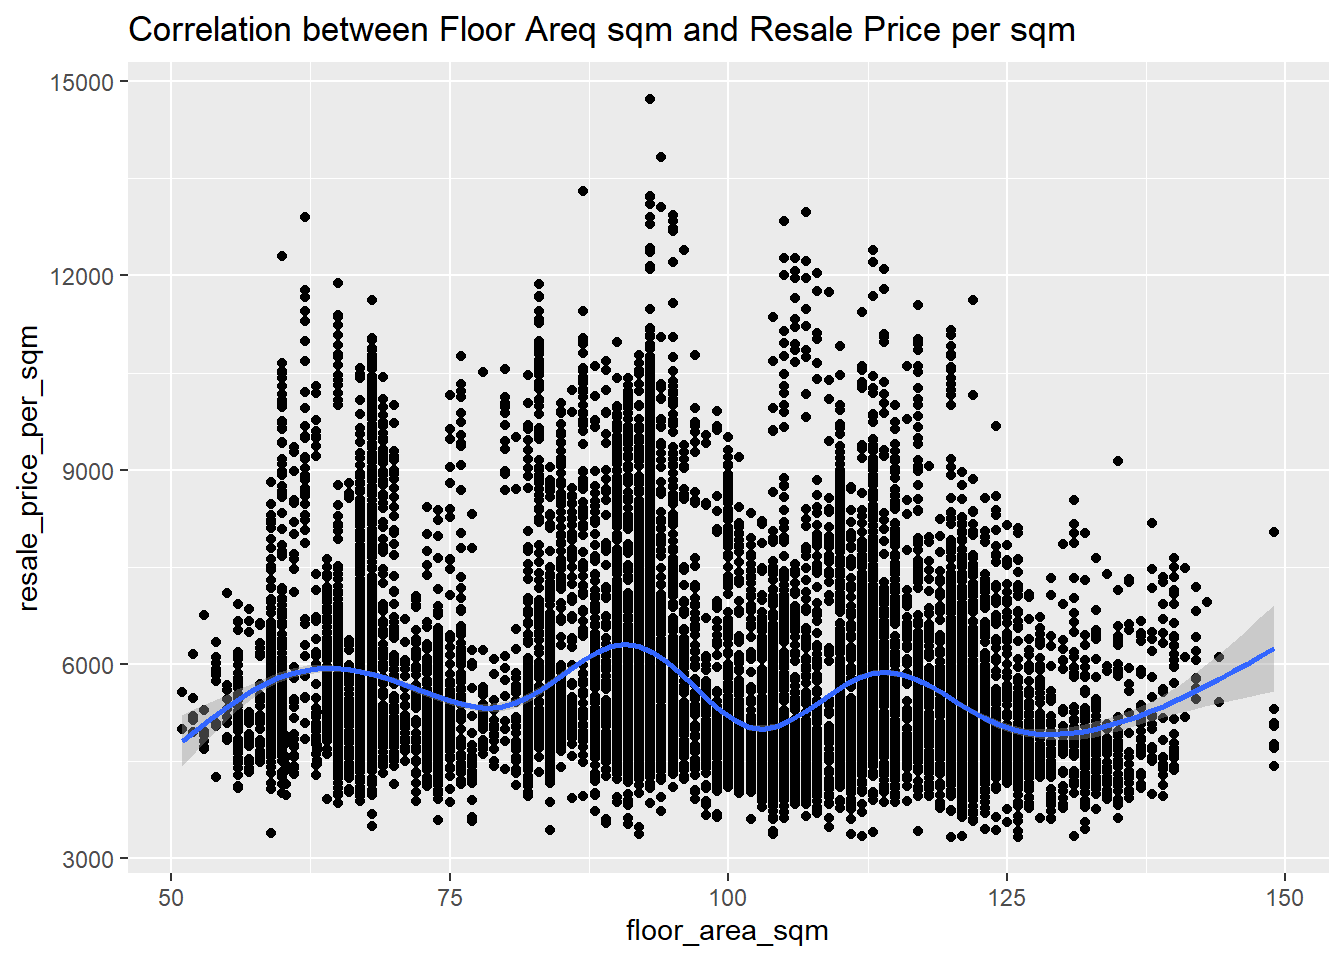 Correlation between Floor Areq sqm and Resale Price per sqm
15000
12000
9000
6000
3000
resale_price_per_sqm
50 75 100 125 150
floor_area_sqm